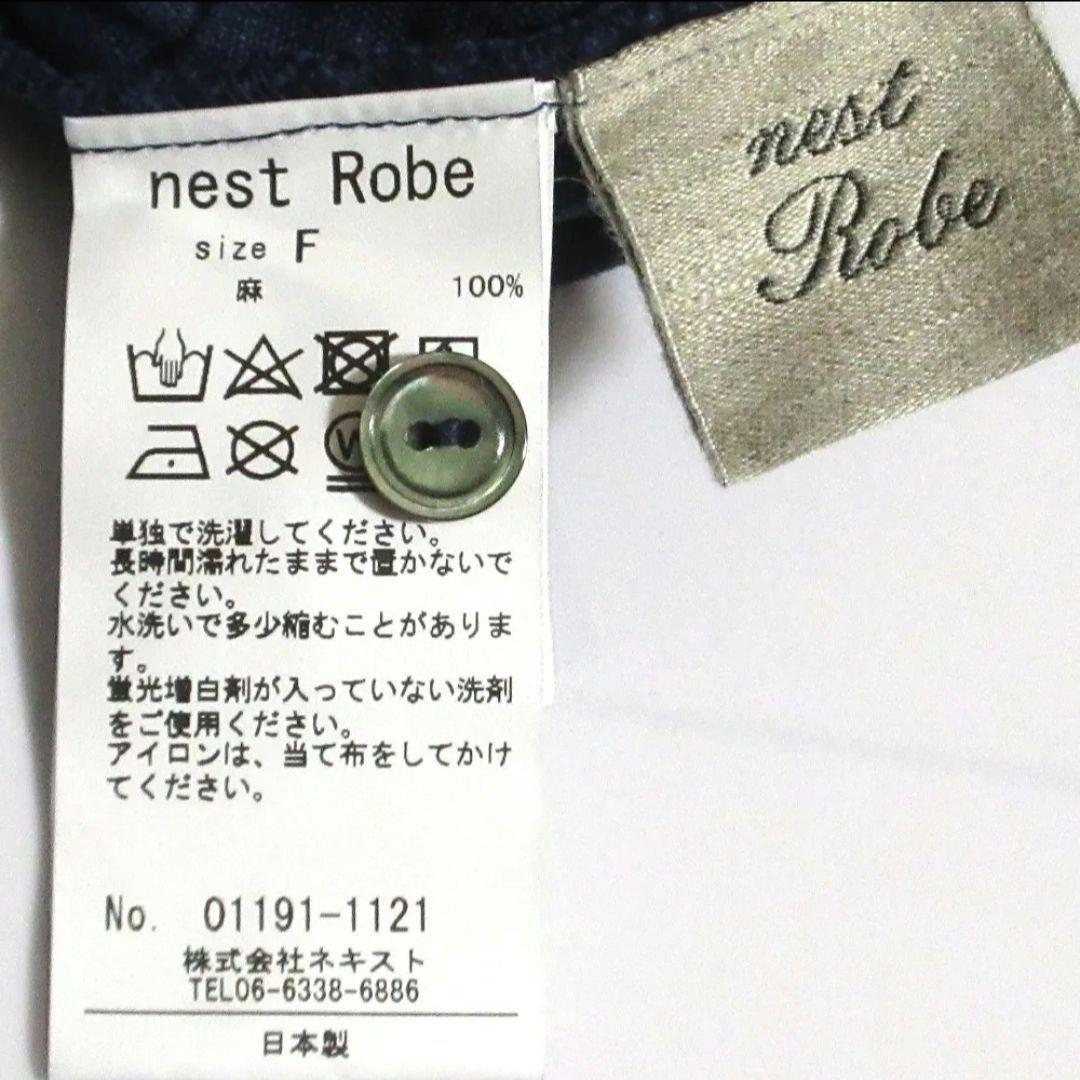 nest Robe
size F
麻 100%
単独で洗濯してください。
長時間濡れたままで置かないで
ください。
水洗いで多少縮むことがありま
す。
蛍光増白剤が入っていない洗剤
をご使用ください。
アイロンは、当て布をしてかけ
てください。
No. 01191-1121
株式会社ネキスト
TEL06-6338-6886
日本製
nest
Robe
W